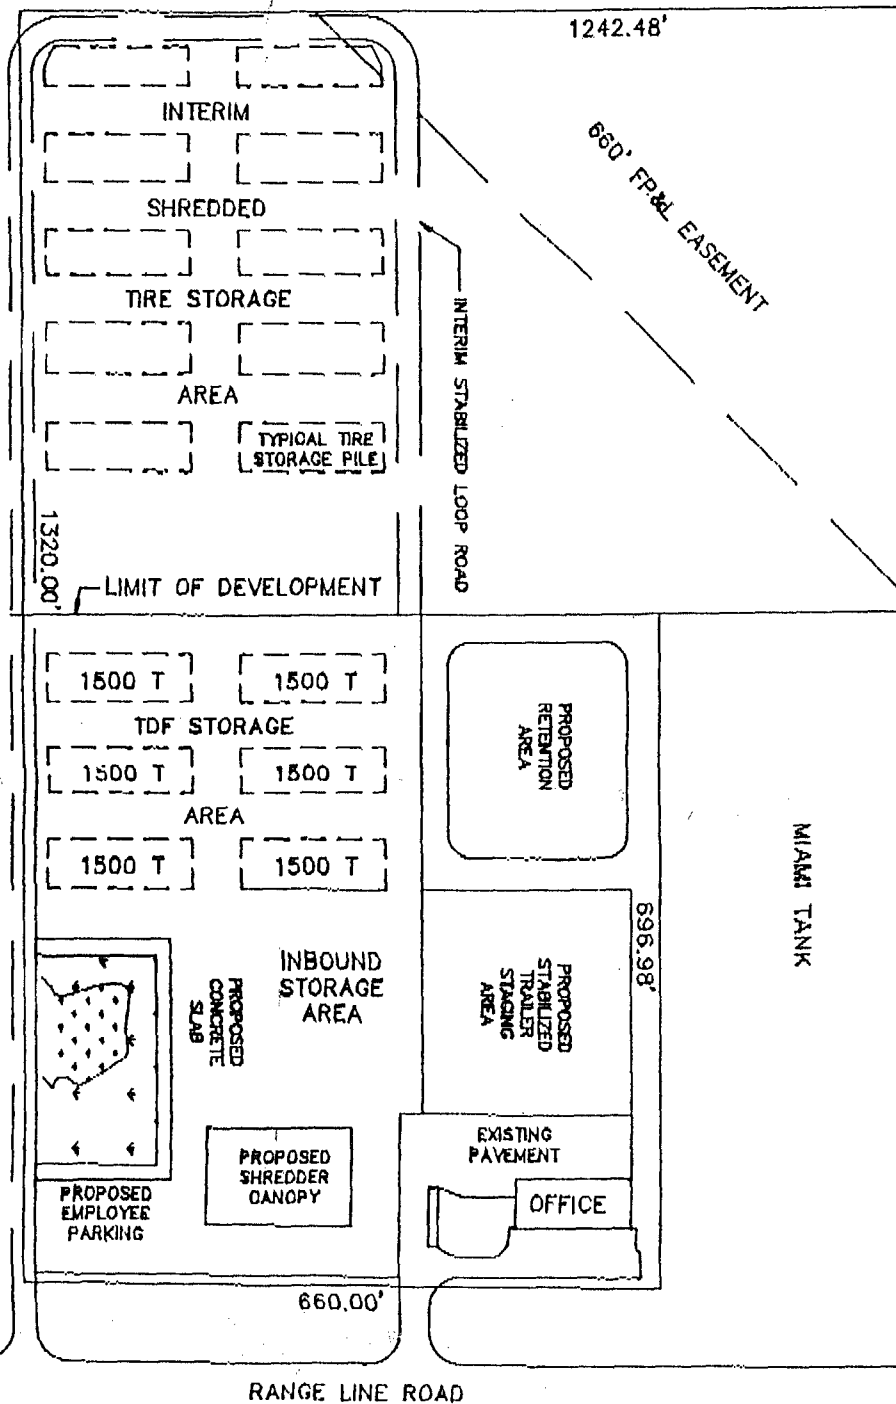 1242.48'
660' FP.&L EASEMENT
INTERIM
SHREDDED
TIRE STORAGE
AREA
TYPICAL TIRE
STORAGE PILE
INTERIM STABILIZED LOOP ROAD
1320.00'
LIMIT OF DEVELOPMENT
1500 T
1500 T
TDF STORAGE
1500 T
1500 T
AREA
1500 T
1500 T
PROPOSED
RETENTION
AREA
MIAMI TANK
696.98'
INBOUND
STORAGE
AREA
PROPOSED
CONCRETE
SLAB
PROPOSED
STABILIZED
TRAILER
STAGING
AREA
PROPOSED
SHREDDER
CANOPY
EXISTING
PAVEMENT
OFFICE
PROPOSED
EMPLOYEE
PARKING
660.00'
RANGE LINE ROAD